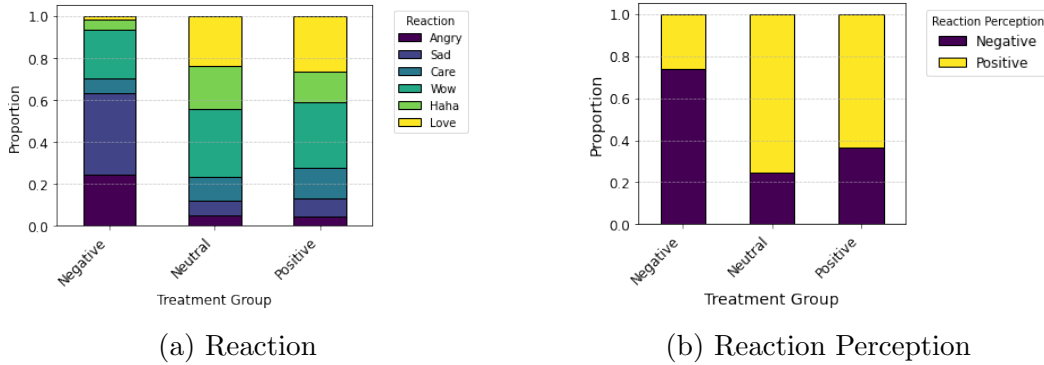 1.0
0.8
0.6
0.4
0.2
0.0
Proportion
Negative
Neutral
Positive
Treatment Group
Reaction
Angry
Sad
Care
Wow
Haha
Love
(a) Reaction
1.0
0.8
0.6
0.4
0.2
0.0
Proportion
Negative
Neutral
Positive
Treatment Group
Reaction Perception
Negative
Positive
(b) Reaction Perception